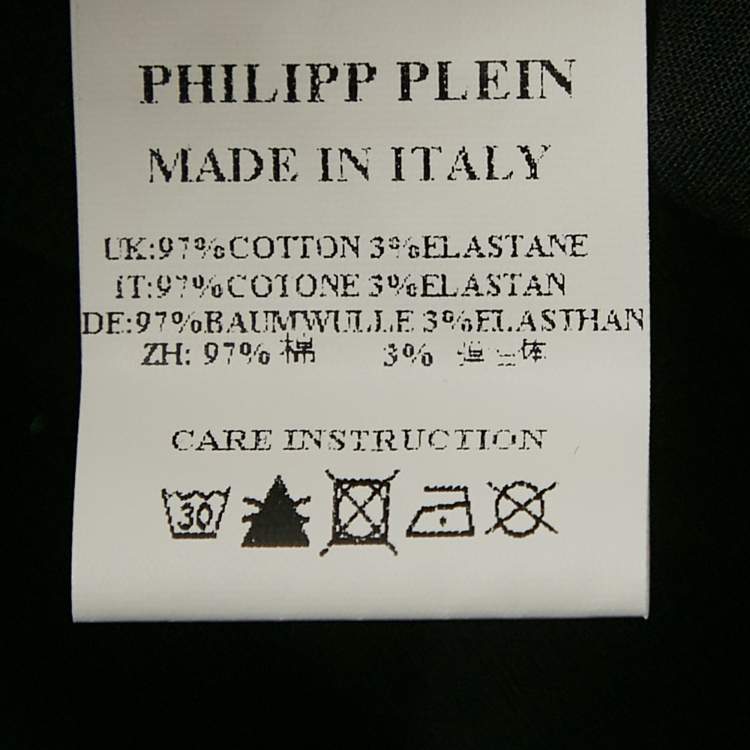 PHILIPP PLEIN
MADE IN ITALY
UK:97%COTTON 3%ELASTANE
IT:97%COTONE 3%ELASTAN
DE:97%BAUMWULLE 3%ELASTHAN
ZH: 97% 棉 3%
CARE INSTRUCTION
30